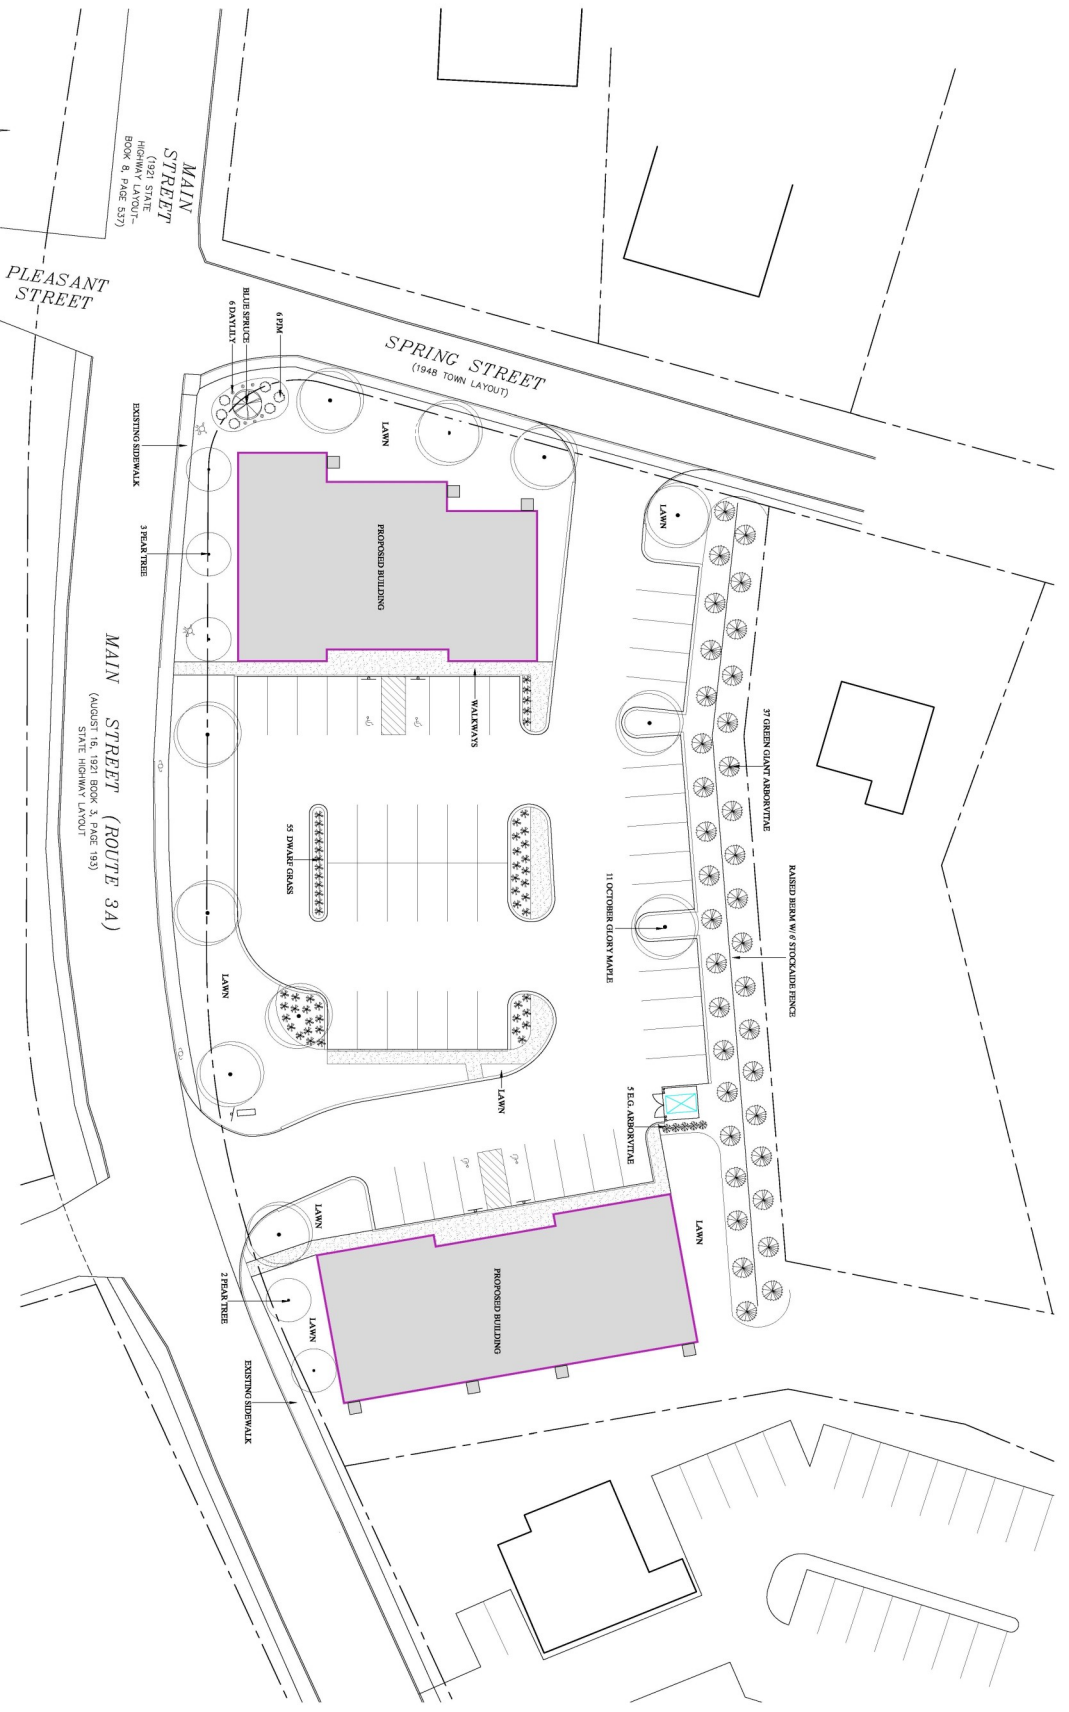 MAIN
STREET
(1921 STATE
HIGHWAY LAYOUT-
BOOK 8, PAGE 537)
PLEASANT
STREET
SPRING STREET
(1948 TOWN LAYOUT)
6 PJM
BLUE SPRUCE
6 DAYLILY
LAWN
EXISTING SIDEWALK
3 PEAR TREE
PROPOSED BUILDING
LAWN
WALKWAYS
37 GREEN GIANT ARBORVITAE
RAISED BERM W/ 6' STOCKAIDE FENCE
11 OCTOBER GLORY MAPLE
55 DWARF GRASS
MAIN STREET (ROUTE 3A)
(AUGUST 16, 1921 BOOK 3, PAGE 193)
STATE HIGHWAY LAYOUT
LAWN
LAWN
5 E.G. ARBORVITAE
LAWN
LAWN
PROPOSED BUILDING
2 PEAR TREE
LAWN
EXISTING SIDEWALK